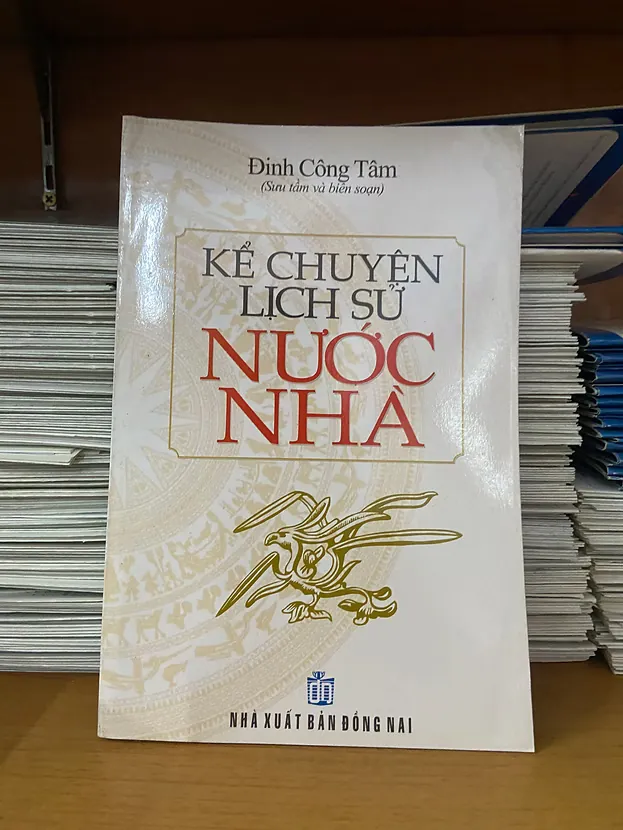 Đinh Công Tâm
(Sưu tầm và biên soạn)
KỂ CHUYỆN
LỊCH SỬ
NƯỚC
NHÀ
NHÀ XUẤT BẢN ĐỒNG NAI